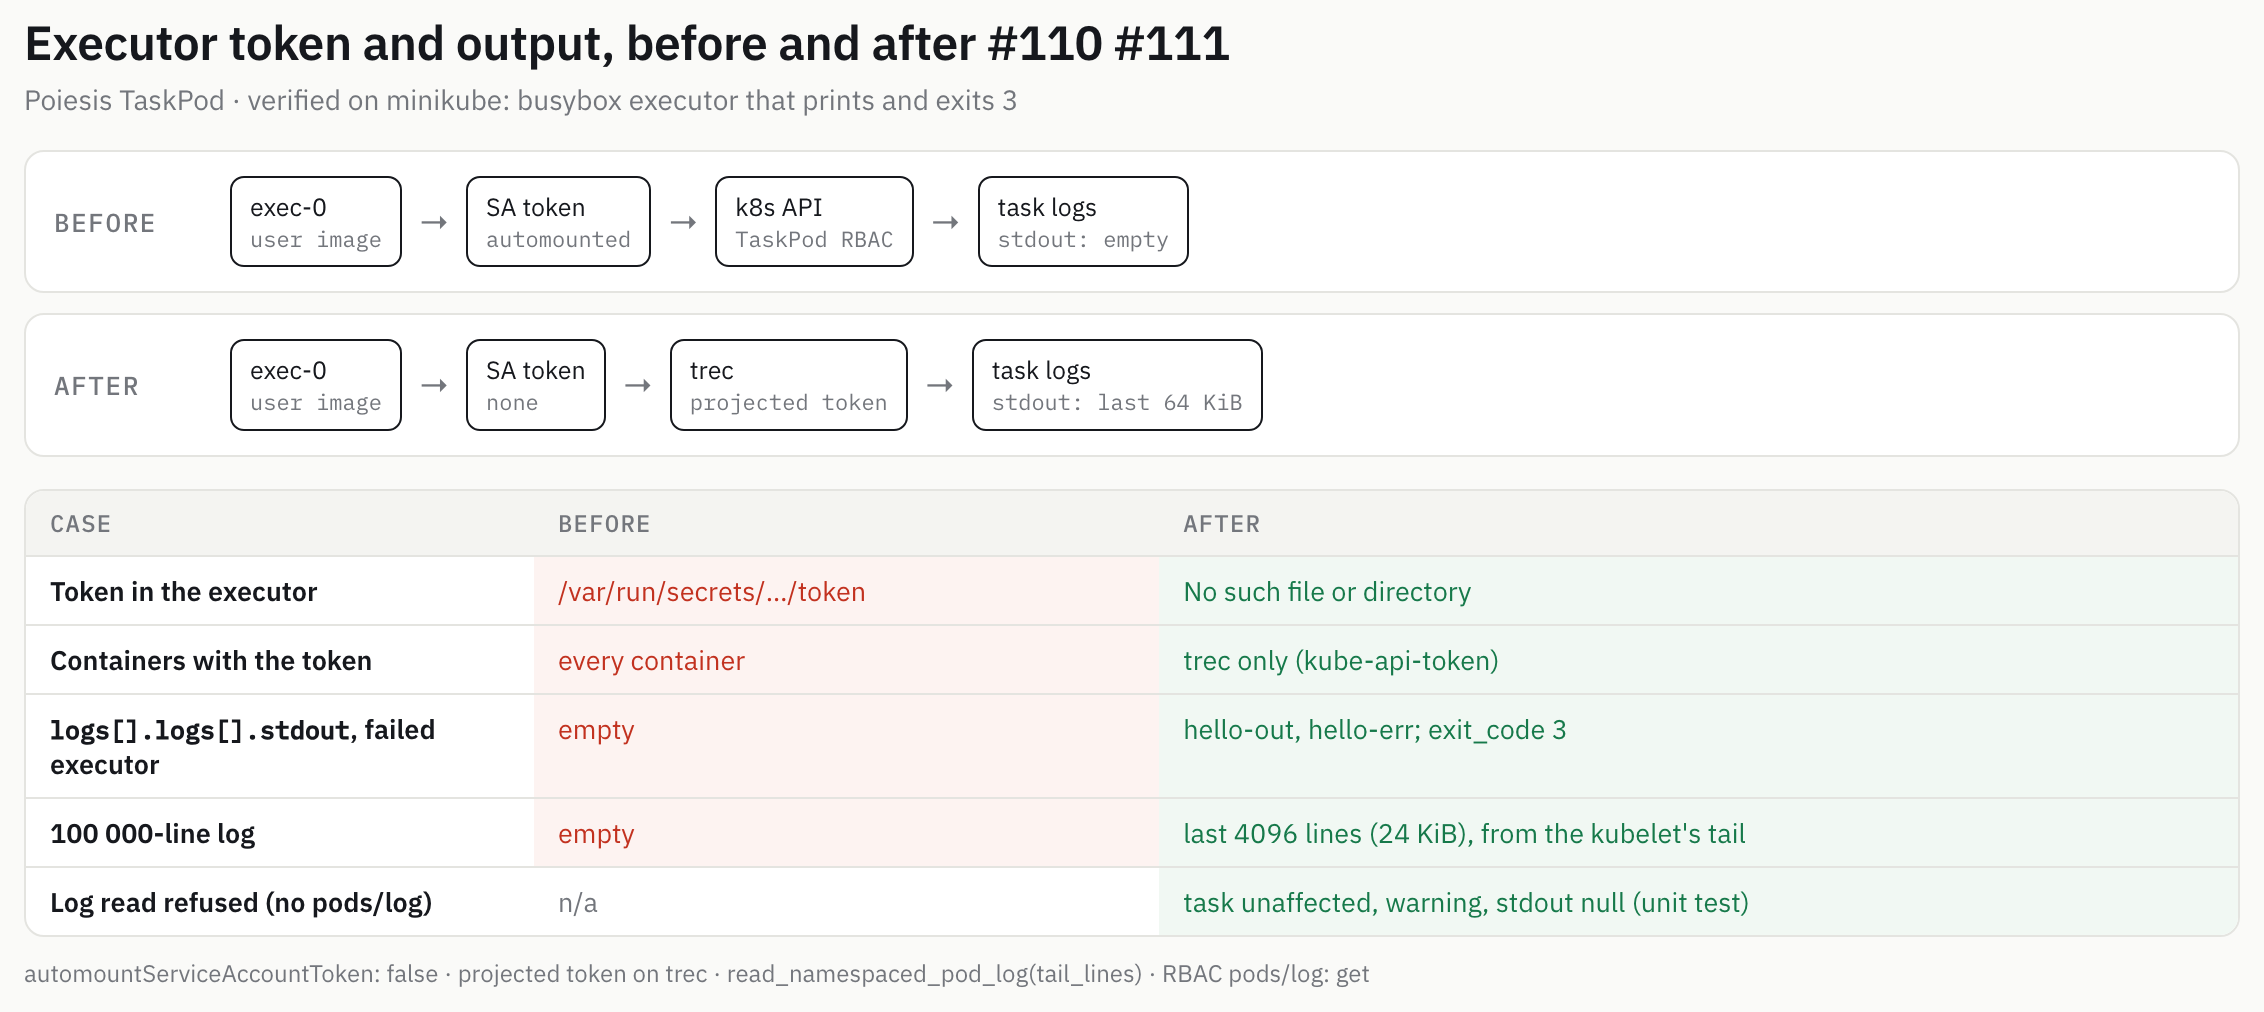 Executor token and output, before and after #110 #111
Poiesis TaskPod · verified on minikube: busybox executor that prints and exits 3
BEFORE
exec-0
user image
→
SA token
automounted
→
k8s API
TaskPod RBAC
→
task logs
stdout: empty
AFTER
exec-0
user image
→
SA token
none
→
trec
projected token
→
task logs
stdout: last 64 KiB
CASE BEFORE AFTER
Token in the executor /var/run/secrets/.../token No such file or directory
Containers with the token every container trec only (kube-api-token)
logs[].logs[].stdout, failed empty hello-out, hello-err; exit_code 3
executor
100 000-line log empty last 4096 lines (24 KiB), from the kubelet's tail
Log read refused (no pods/log) n/a task unaffected, warning, stdout null (unit test)
automountServiceAccountToken: false · projected token on trec · read_namespaced_pod_log(tail_lines) · RBAC pods/log: get